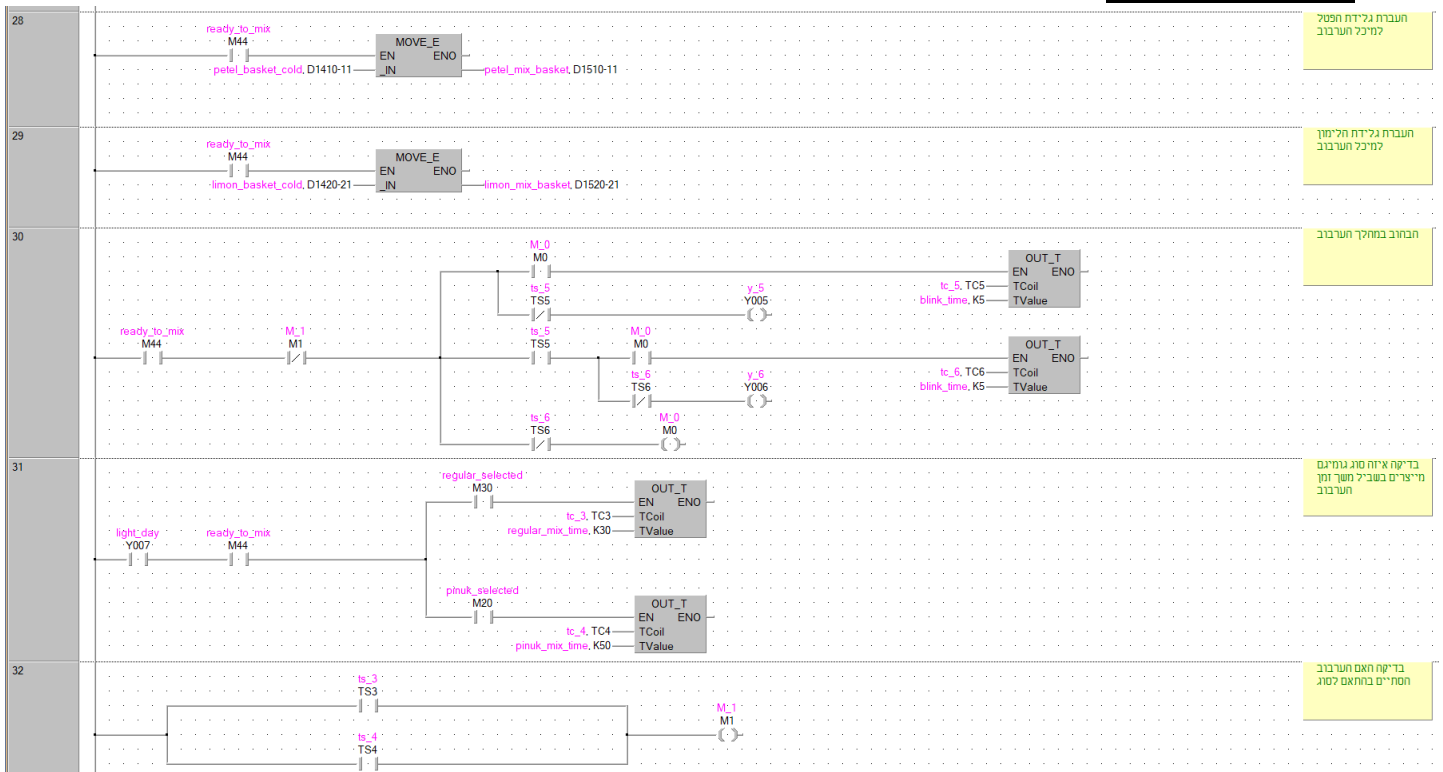 28
ready_to_mix
M44
MOVE_E
EN ENO
petel_basket_cold, D1410-11
_IN
petel_mix_basket, D1510-11
העברת גלידת הפטל
למיכל הערבוב
29
ready_to_mix
M44
MOVE_E
EN ENO
limon_basket_cold, D1420-21
_IN
limon_mix_basket, D1520-21
העברת גלידת הלימון
למיכל הערבוב
30
M_0
M0
OUT_T
EN ENO
tc_5, TC5
TCoil
blink_time, K5
TValue
ts_5
TS5
y_5
Y005
ready_to_mix
M44
M_1
M1
ts_5
TS5
M_0
M0
OUT_T
EN ENO
tc_6, TC6
TCoil
blink_time, K5
TValue
ts_6
TS6
y_6
Y006
ts_6
TS6
M_0
M0
הבהוב במהלך הערבוב
31
regular_selected
M30
OUT_T
EN ENO
tc_3, TC3
TCoil
regular_mix_time, K30
TValue
light_day
Y007
ready_to_mix
M44
pinuk_selected
M20
OUT_T
EN ENO
tc_4, TC4
TCoil
pinuk_mix_time, K50
TValue
בדיקה איזה סוג גרמיגם
מייצרים בשביל משך זמן
הערבוב
32
ts_3
TS3
M_1
M1
ts_4
TS4
בדיקה האם הערבוב
הסתיים בהתאם לסוג